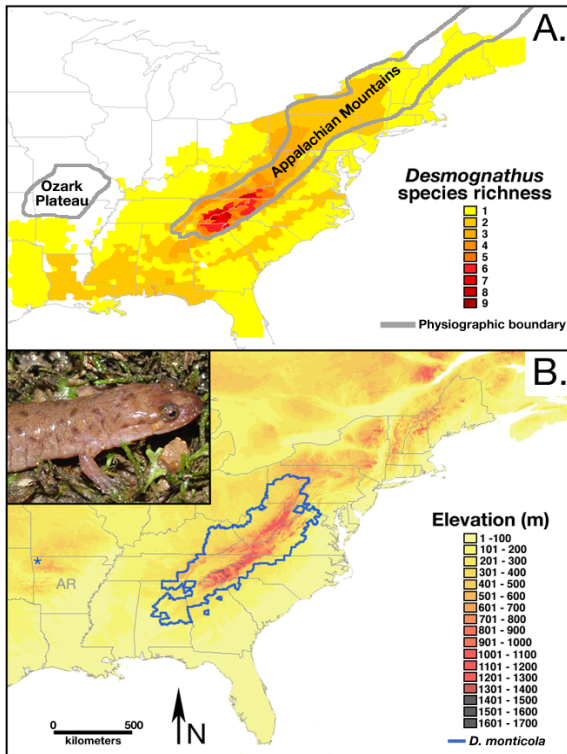 A.
Appalachian Mountains
Ozark
Plateau
Desmognathus
species richness
1
2
3
4
5
6
7
8
9
Physiographic boundary
B.
Elevation (m)
1 -100
101 - 200
201 - 300
301 - 400
401 - 500
501 - 600
601 - 700
701 - 800
801 - 900
901 - 1000
1001 - 1100
1101 - 1200
1201 - 1300
1301 - 1400
1401 - 1500
1501 - 1600
1601 - 1700
D. monticola
*
AR
0 500
kilometers
N